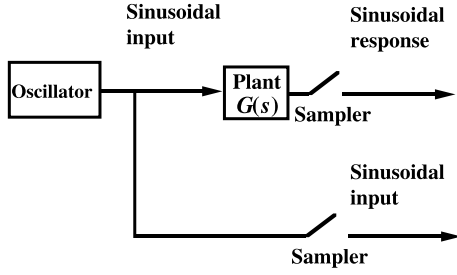 Sinusoidal
input
Sinusoidal
response
Oscillator
Plant
G(s)
Sampler
Sinusoidal
input
Sampler